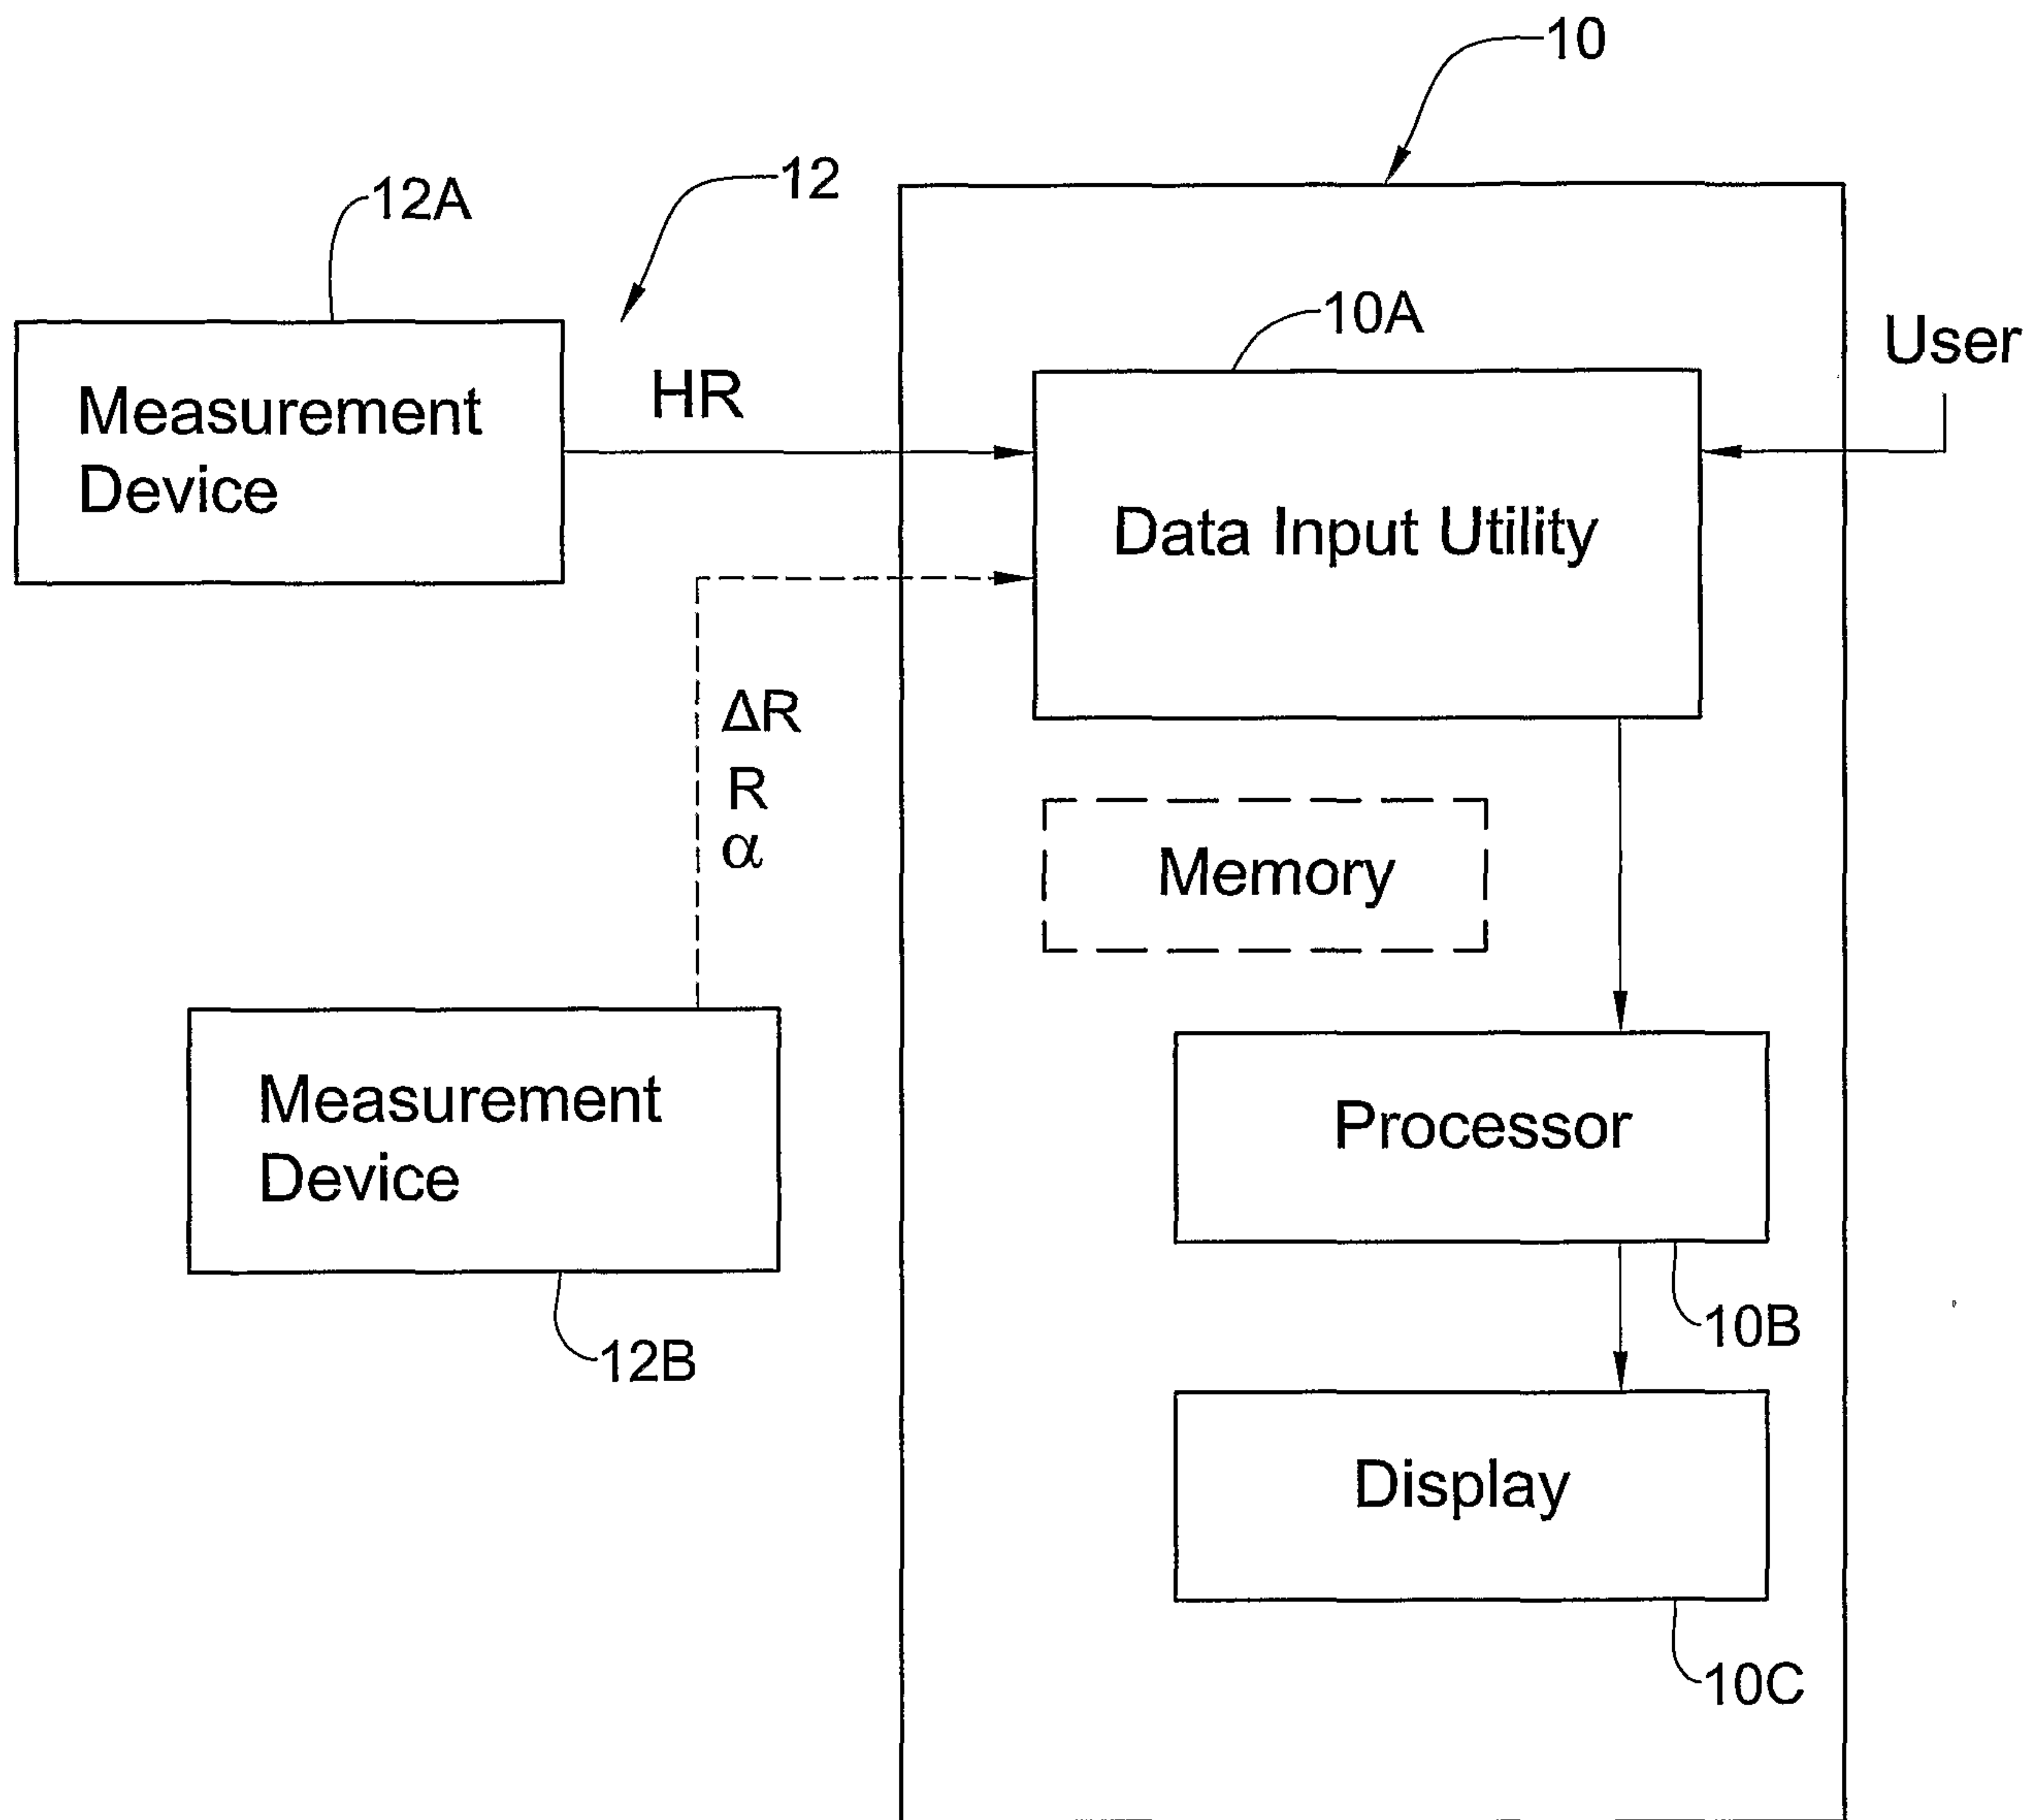 10
12
12A
10A
User
HR
Measurement
Device
Data Input Utility
ΔR
R
α
Memory
Measurement
Device
Processor
10B
12B
Display
10C